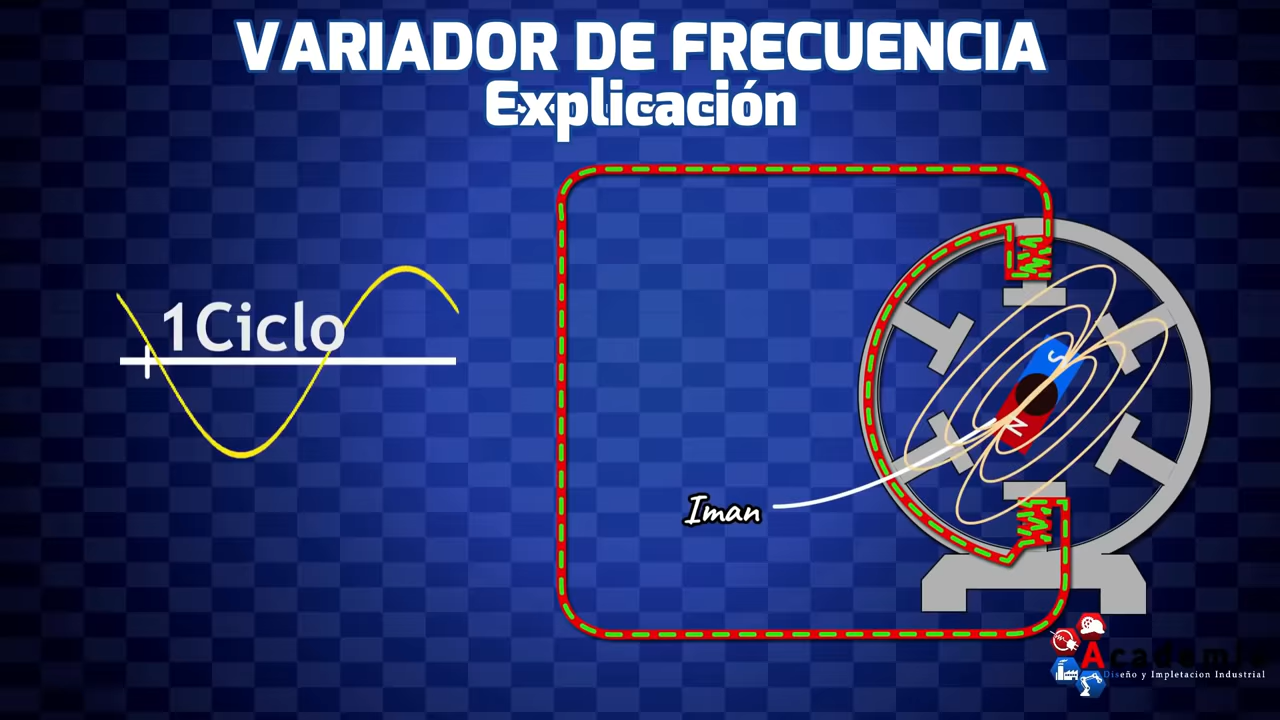 VARIADOR DE FRECUENCIA
Explicación
1Ciclo
S
N
Iman
Academia
Diseño y Impletacion Industrial